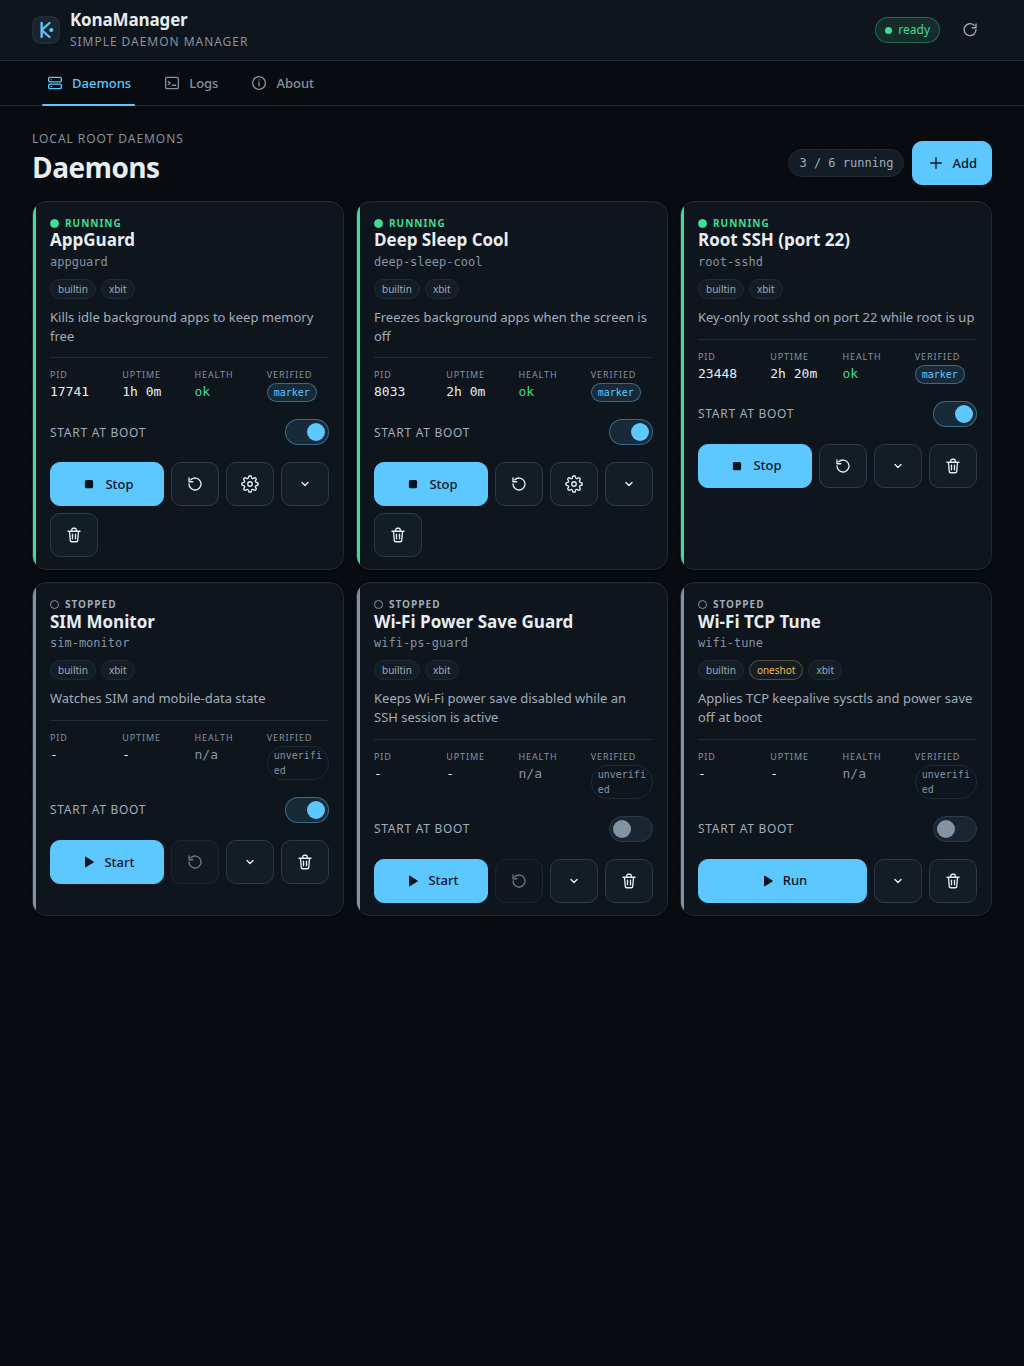 KonaManager
SIMPLE DAEMON MANAGER
ready
Daemons
Logs
About
LOCAL ROOT DAEMONS
Daemons
3 / 6 running
Add
RUNNING
AppGuard
appguard
builtin xbit
Kills idle background apps to keep memory
free
PID UPTIME HEALTH VERIFIED
17741 1h 0m ok marker
START AT BOOT
Stop
RUNNING
Deep Sleep Cool
deep-sleep-cool
builtin xbit
Freezes background apps when the screen is
off
PID UPTIME HEALTH VERIFIED
8033 2h 0m ok marker
START AT BOOT
Stop
RUNNING
Root SSH (port 22)
root-sshd
builtin xbit
Key-only root sshd on port 22 while root is up
PID UPTIME HEALTH VERIFIED
23448 2h 20m ok marker
START AT BOOT
Stop
STOPPED
SIM Monitor
sim-monitor
builtin xbit
Watches SIM and mobile-data state
PID UPTIME HEALTH VERIFIED
- - n/a unverifi
ed
START AT BOOT
Start
STOPPED
Wi-Fi Power Save Guard
wifi-ps-guard
builtin xbit
Keeps Wi-Fi power save disabled while an
SSH session is active
PID UPTIME HEALTH VERIFIED
- - n/a unverifi
ed
START AT BOOT
Start
STOPPED
Wi-Fi TCP Tune
wifi-tune
builtin oneshot xbit
Applies TCP keepalive sysctls and power save
off at boot
PID UPTIME HEALTH VERIFIED
- - n/a unverifi
ed
START AT BOOT
Run